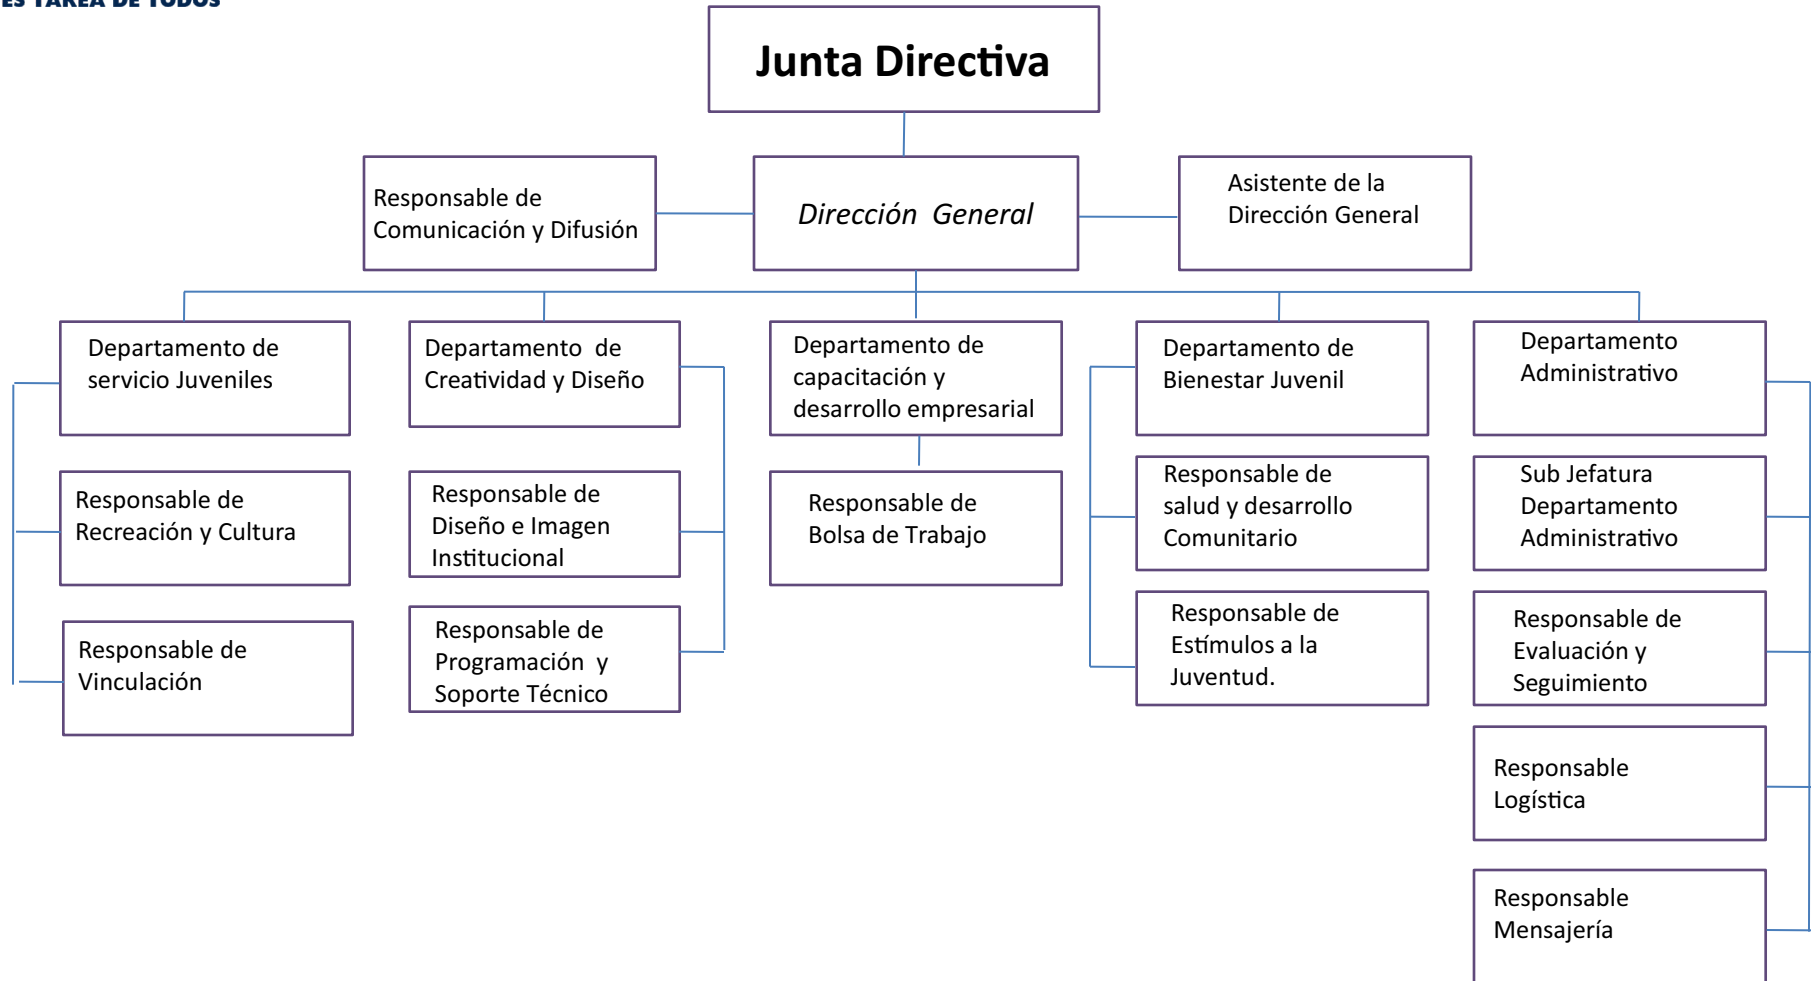 ES TAREA DE TODOS
Junta Directiva
Responsable de
Comunicación y Difusión
Dirección General
Asistente de la
Dirección General
Departamento de
servicio Juveniles
Departamento de
Creatividad y Diseño
Departamento de
capacitación y
desarrollo empresarial
Departamento de
Bienestar Juvenil
Departamento
Administrativo
Responsable de
Recreación y Cultura
Responsable de
Diseño e Imagen
Institucional
Responsable de
Bolsa de Trabajo
Responsable de
salud y desarrollo
Comunitario
Sub Jefatura
Departamento
Administrativo
Responsable de
Vinculación
Responsable de
Programación y
Soporte Técnico
Responsable de
Estímulos a la
Juventud.
Responsable de
Evaluación y
Seguimiento
Responsable
Logística
Responsable
Mensajería